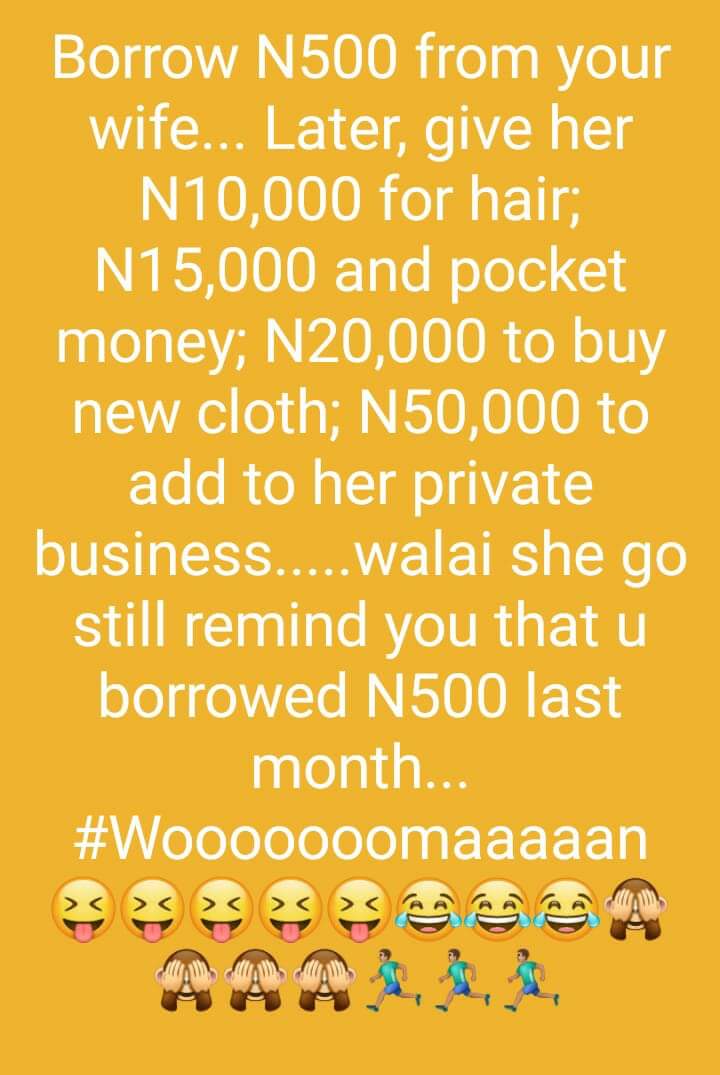 Borrow N500 from your
wife... Later, give her
N10,000 for hair;
N15,000 and pocket
money; N20,000 to buy
new cloth; N50,000 to
add to her private
business.....walai she go
still remind you that u
borrowed N500 last
month...
#Wooooooomaaaaan
😝😝😝😝😝😂😂😂🙈
🙈🙈🙈🏃🏽‍♂️🏃🏽‍♂️🏃🏽‍♂️